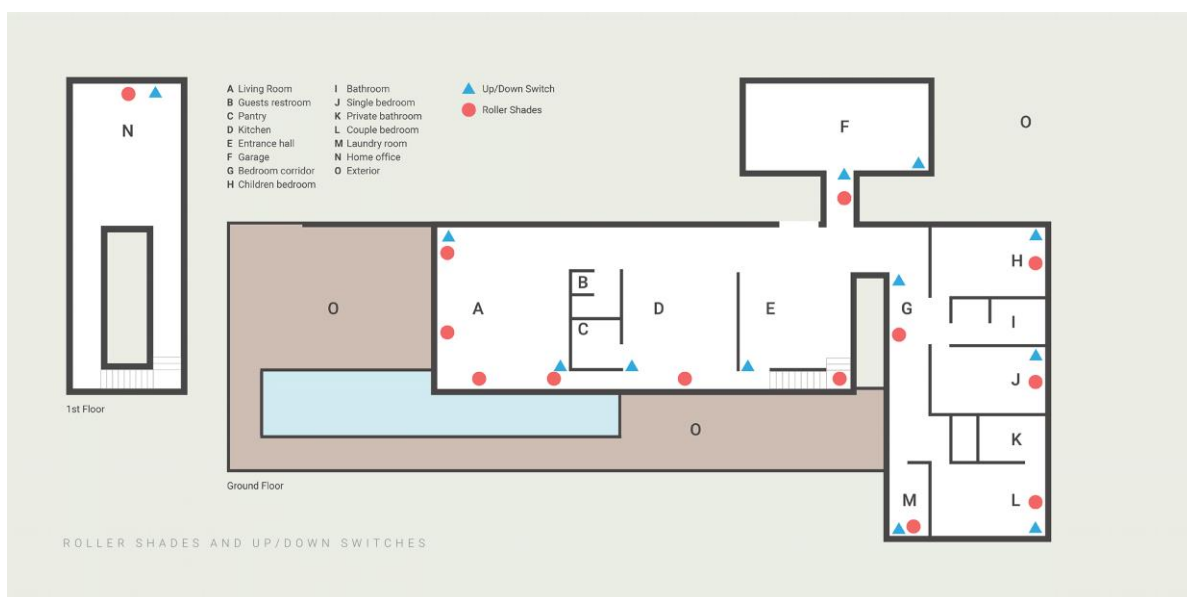 A Living Room
B Guests restroom
C Pantry
D Kitchen
E Entrance hall
F Garage
G Bedroom corridor
H Children bedroom
I Bathroom
J Single bedroom
K Private bathroom
L Couple bedroom
M Laundry room
N Home office
O Exterior
Up/Down Switch
Roller Shades
N
1st Floor
F
O
H
O
A
B
C
D
E
G
I
J
O
K
M
L
Ground Floor
ROLLER SHADES AND UP/DOWN SWITCHES